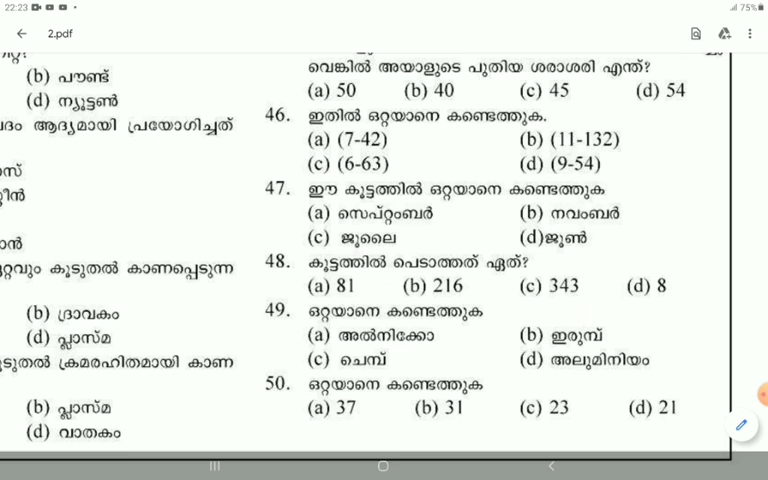 22:23
75%
2.pdf
(b) പൗണ്ട്
(d) ന്യൂട്ടൺ
ആദ്യമായി പ്രയോഗിച്ചത്
കൂടുതൽ കാണപ്പെടുന്ന
(b) ദ്രാവകം
(d) പ്ലാസ്മ
ക്രമരഹിതമായി കാണ
(b) പ്ലാസ്മ
(d) വാതകം
വെങ്കിൽ അയാളുടെ പുതിയ ശരാശരി എന്ത്?
(a) 50 (b) 40 (c) 45 (d) 54
46. ഇതിൽ ഒറ്റയാനെ കണ്ടെത്തുക.
(a) (7-42) (b) (11-132)
(c) (6-63) (d) (9-54)
47. ഈ കൂട്ടത്തിൽ ഒറ്റയാനെ കണ്ടെത്തുക
(a) സെപ്റ്റംബർ (b) നവംബർ
(c) ജൂലൈ (d)ജൂൺ
48. കൂട്ടത്തിൽ പെടാത്തത് ഏത്?
(a) 81 (b) 216 (c) 343 (d) 8
49. ഒറ്റയാനെ കണ്ടെത്തുക
(a) അൽനിക്കോ (b) ഇരുമ്പ്
(c) ചെമ്പ് (d) അലുമിനിയം
50. ഒറ്റയാനെ കണ്ടെത്തുക
(a) 37 (b) 31 (c) 23 (d) 21